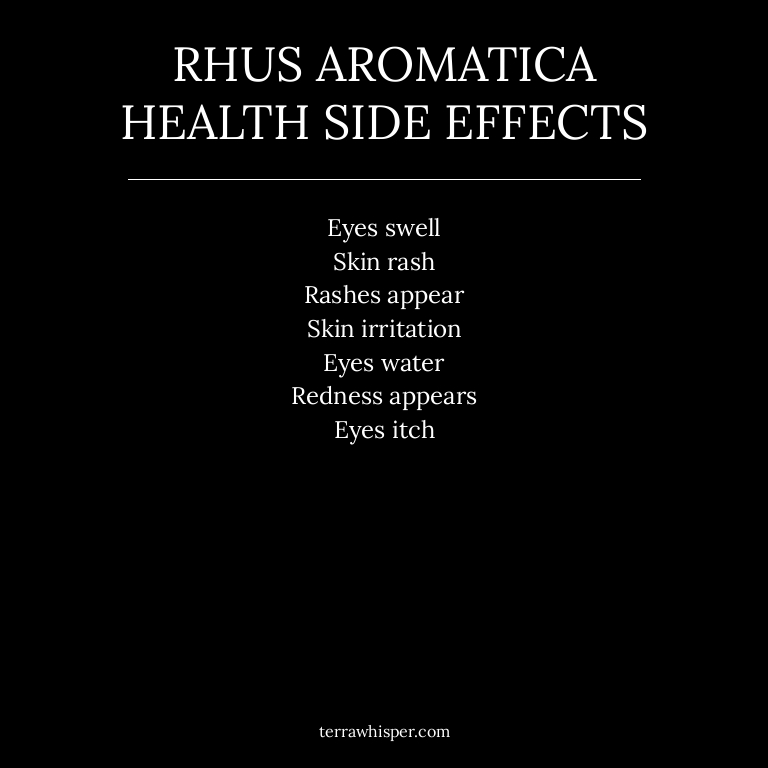 RHUS AROMATICA
HEALTH SIDE EFFECTS
Eyes swell
Skin rash
Rashes appear
Skin irritation
Eyes water
Redness appears
Eyes itch
terrawhisper.com